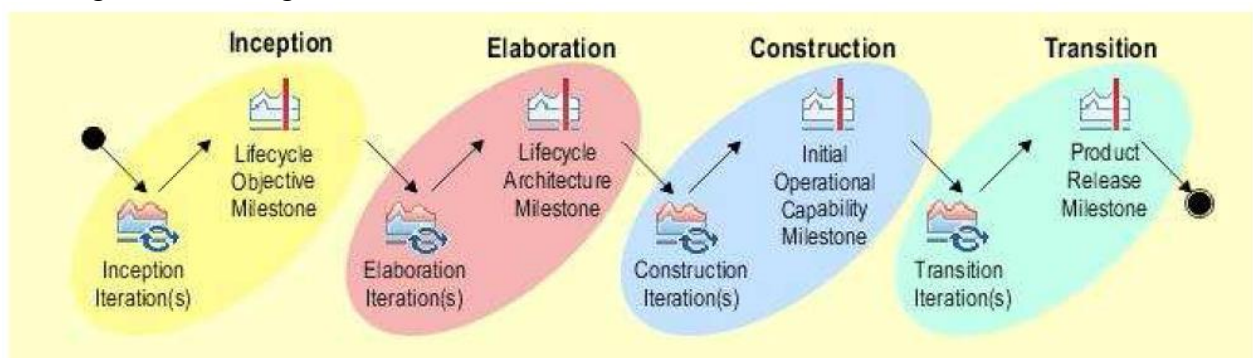 Inception
Elaboration
Construction
Transition
Lifecycle
Objective
Milestone
Lifecycle
Architecture
Milestone
Initial
Operational
Capability
Milestone
Product
Release
Milestone
Inception
Iteration(s)
Elaboration
Iteration(s)
Construction
Iteration(s)
Transition
Iteration(s)